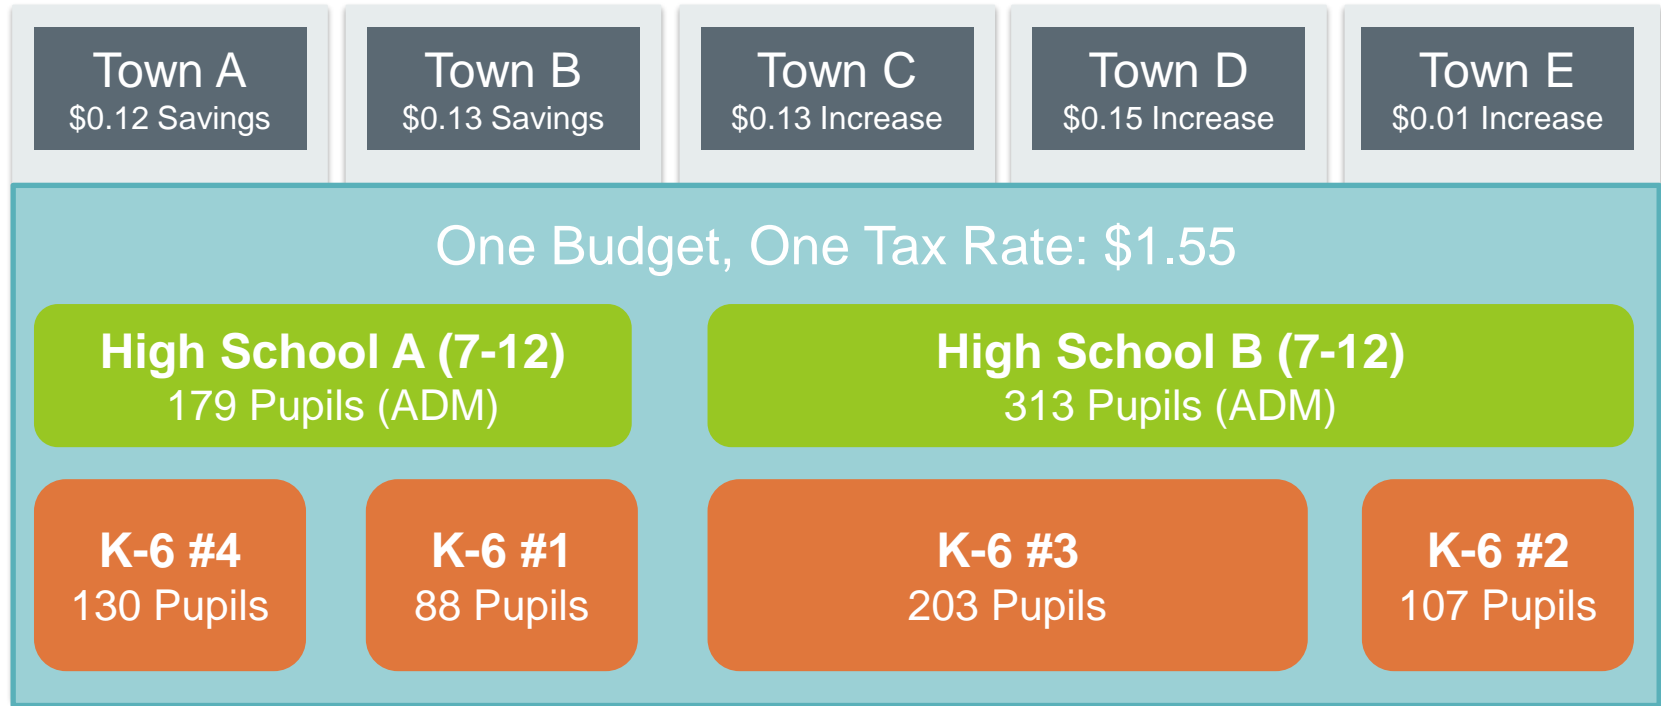 Town A
$0.12 Savings
Town B
$0.13 Savings
Town C
$0.13 Increase
Town D
$0.15 Increase
Town E
$0.01 Increase
One Budget, One Tax Rate: $1.55
High School A (7-12)
179 Pupils (ADM)
High School B (7-12)
313 Pupils (ADM)
K-6 #4
130 Pupils
K-6 #1
88 Pupils
K-6 #3
203 Pupils
K-6 #2
107 Pupils